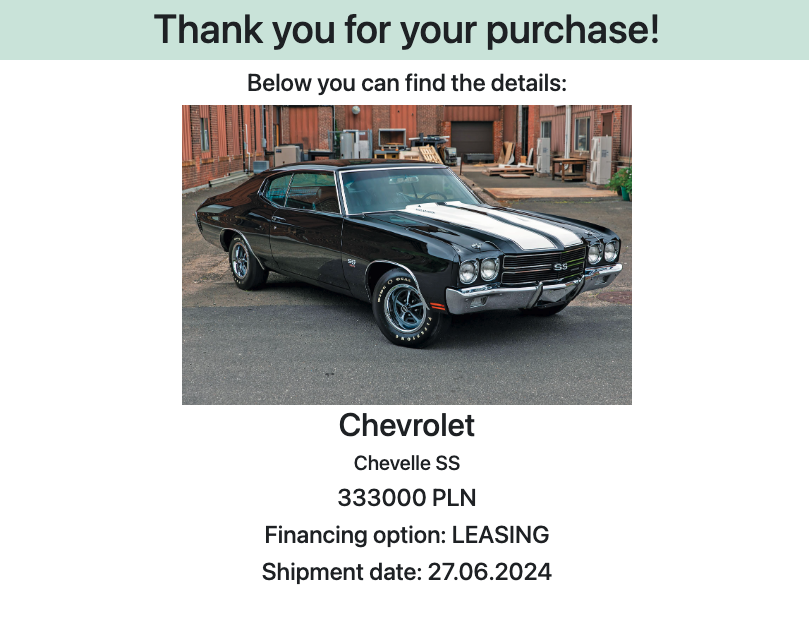 Thank you for your purchase!
Below you can find the details:
SS
SS
Chevrolet
Chevelle SS
333000 PLN
Financing option: LEASING
Shipment date: 27.06.2024